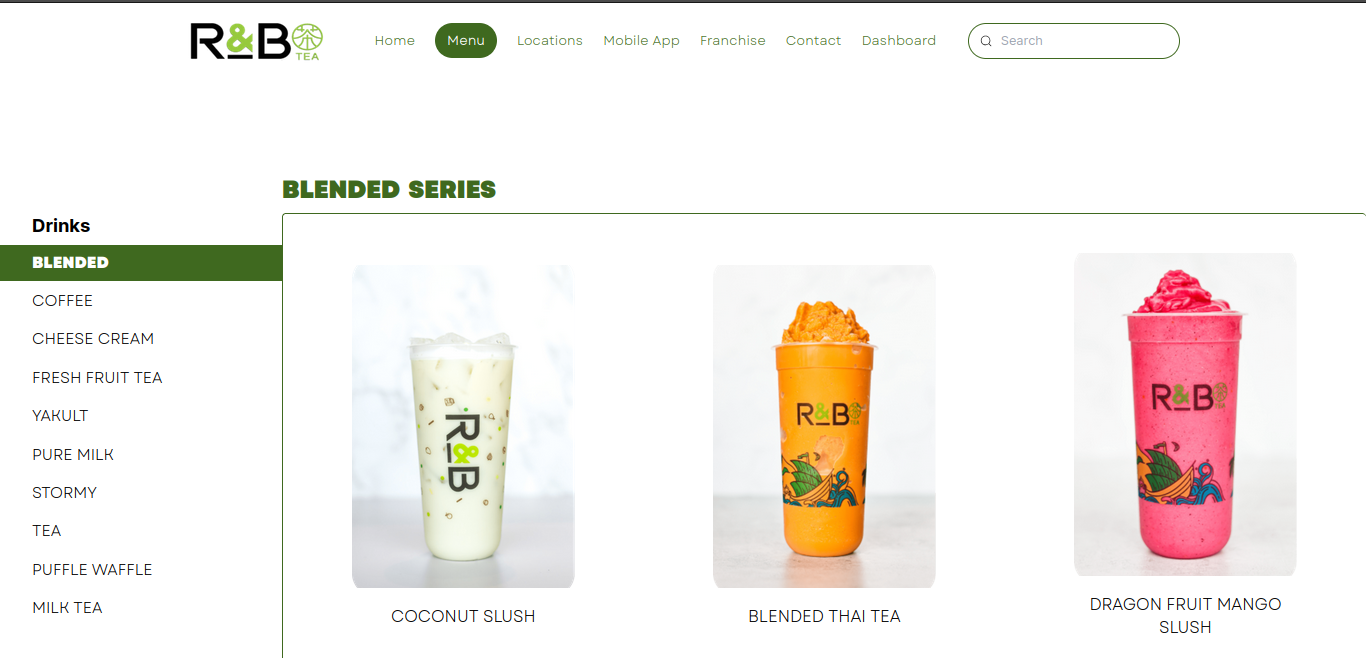 R&B TEA
Home Menu Locations Mobile App Franchise Contact Dashboard Search
BLENDED SERIES
Drinks
BLENDED
COFFEE
CHEESE CREAM
FRESH FRUIT TEA
YAKULT
PURE MILK
STORMY
TEA
PUFFLE WAFFLE
MILK TEA
R&B
R&B TEA
R&B TEA
COCONUT SLUSH
BLENDED THAI TEA
DRAGON FRUIT MANGO
SLUSH